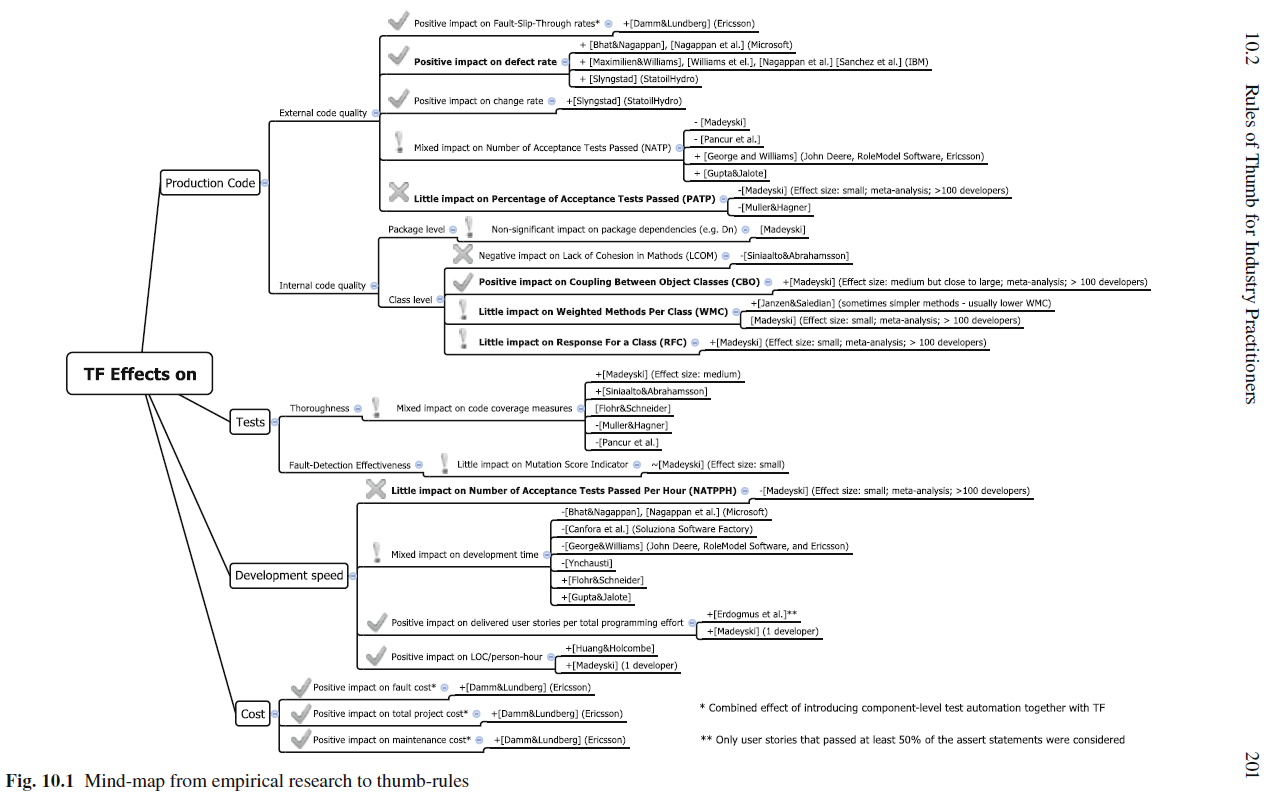 10.2 Rules of Thumb for Industry Practitioners
201
TF Effects on
Production Code
External code quality
Positive impact on Fault-Slip-Through rates*
+[Damm&Lundberg] (Ericsson)
Positive impact on defect rate
+ [Bhat&Nagappan], [Nagappan et al.] (Microsoft)
+ [Maximilien&Williams], [Williams et el.], [Nagappan et al.] [Sanchez et al.] (IBM)
+ [Slyngstad] (StatoilHydro)
Positive impact on change rate
+[Slyngstad] (StatoilHydro)
Mixed impact on Number of Acceptance Tests Passed (NATP)
- [Madeyski]
- [Pancur et al.]
+ [George and Williams] (John Deere, RoleModel Software, Ericsson)
+ [Gupta&Jalote]
Little impact on Percentage of Acceptance Tests Passed (PATP)
-[Madeyski] (Effect size: small; meta-analysis; >100 developers)
-[Muller&Hagner]
Internal code quality
Package level
Non-significant impact on package dependencies (e.g. Dn)
[Madeyski]
Class level
Negative impact on Lack of Cohesion in Mathods (LCOM)
-[Siniaalto&Abrahamsson]
Positive impact on Coupling Between Object Classes (CBO)
+[Madeyski] (Effect size: medium but close to large; meta-analysis; > 100 developers)
Little impact on Weighted Methods Per Class (WMC)
+[Janzen&Saledian] (sometimes simpler methods - usually lower WMC)
[Madeyski] (Effect size: small; meta-analysis; > 100 developers)
Little impact on Response For a Class (RFC)
+[Madeyski] (Effect size: small; meta-analysis; > 100 developers)
Tests
Thoroughness
Mixed impact on code coverage measures
+[Madeyski] (Effect size: medium)
+[Siniaalto&Abrahamsson]
[Flohr&Schneider]
-[Muller&Hagner]
-[Pancur et al.]
Fault-Detection Effectiveness
Little impact on Mutation Score Indicator
~[Madeyski] (Effect size: small)
Development speed
Little impact on Number of Acceptance Tests Passed Per Hour (NATPPH)
-[Madeyski] (Effect size: small; meta-analysis; >100 developers)
Mixed impact on development time
-[Bhat&Nagappan], [Nagappan et al.] (Microsoft)
-[Canfora et al.] (Soluziona Software Factory)
-[George&Williams] (John Deere, RoleModel Software, and Ericsson)
-[Ynchausti]
+[Flohr&Schneider]
+[Gupta&Jalote]
Positive impact on delivered user stories per total programming effort
+[Erdogmus et al.]**
+[Madeyski] (1 developer)
Positive impact on LOC/person-hour
+[Huang&Holcombe]
+[Madeyski] (1 developer)
Cost
Positive impact on fault cost*
+[Damm&Lundberg] (Ericsson)
Positive impact on total project cost*
+[Damm&Lundberg] (Ericsson)
Positive impact on maintenance cost*
+[Damm&Lundberg] (Ericsson)
* Combined effect of introducing component-level test automation together with TF
** Only user stories that passed at least 50% of the assert statements were considered
Fig. 10.1 Mind-map from empirical research to thumb-rules